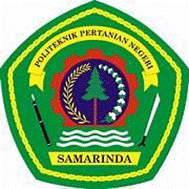 POLITEKNIK PERTANIAN NEGERI
SAMARINDA